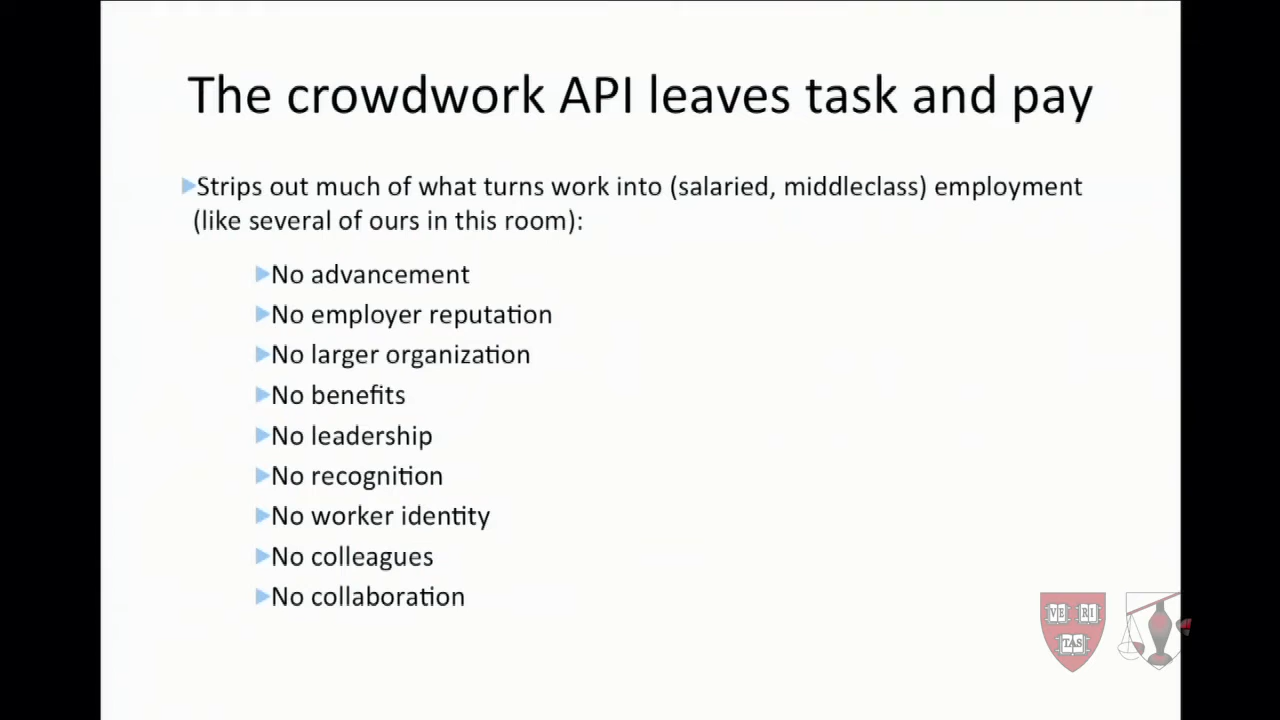 The crowdwork API leaves task and pay
Strips out much of what turns work into (salaried, middleclass) employment
(like several of ours in this room):
No advancement
No employer reputation
No larger organization
No benefits
No leadership
No recognition
No worker identity
No colleagues
No collaboration
VE RI
TAS